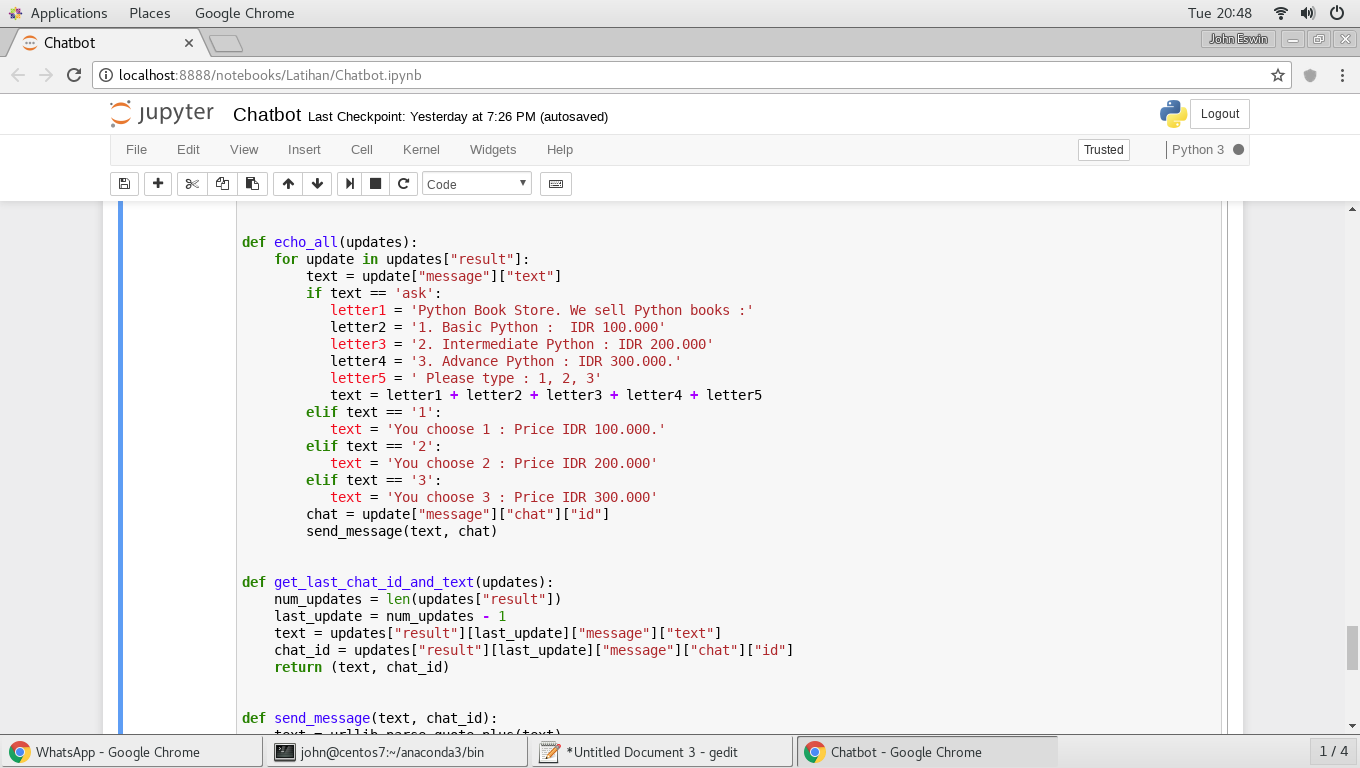 Applications Places Google Chrome Tue 20:48
Chatbot John Eswin
localhost:8888/notebooks/Latihan/Chatbot.ipynb
jupyter Chatbot Last Checkpoint: Yesterday at 7:26 PM (autosaved) Logout
File Edit View Insert Cell Kernel Widgets Help Trusted Python 3
Code
def echo_all(updates):
    for update in updates["result"]:
        text = update["message"]["text"]
        if text == 'ask':
           letter1 = 'Python Book Store. We sell Python books :'
           letter2 = '1. Basic Python :  IDR 100.000'
           letter3 = '2. Intermediate Python : IDR 200.000'
           letter4 = '3. Advance Python : IDR 300.000.'
           letter5 = ' Please type : 1, 2, 3'
           text = letter1 + letter2 + letter3 + letter4 + letter5
        elif text == '1':
           text = 'You choose 1 : Price IDR 100.000.'
        elif text == '2':
           text = 'You choose 2 : Price IDR 200.000'
        elif text == '3':
           text = 'You choose 3 : Price IDR 300.000'
        chat = update["message"]["chat"]["id"]
        send_message(text, chat)
def get_last_chat_id_and_text(updates):
    num_updates = len(updates["result"])
    last_update = num_updates - 1
    text = updates["result"][last_update]["message"]["text"]
    chat_id = updates["result"][last_update]["message"]["chat"]["id"]
    return (text, chat_id)
def send_message(text, chat_id):
    text = urllib.parse.quote_plus(text)
WhatsApp - Google Chrome john@centos7:~/anaconda3/bin *Untitled Document 3 - gedit Chatbot - Google Chrome 1 / 4